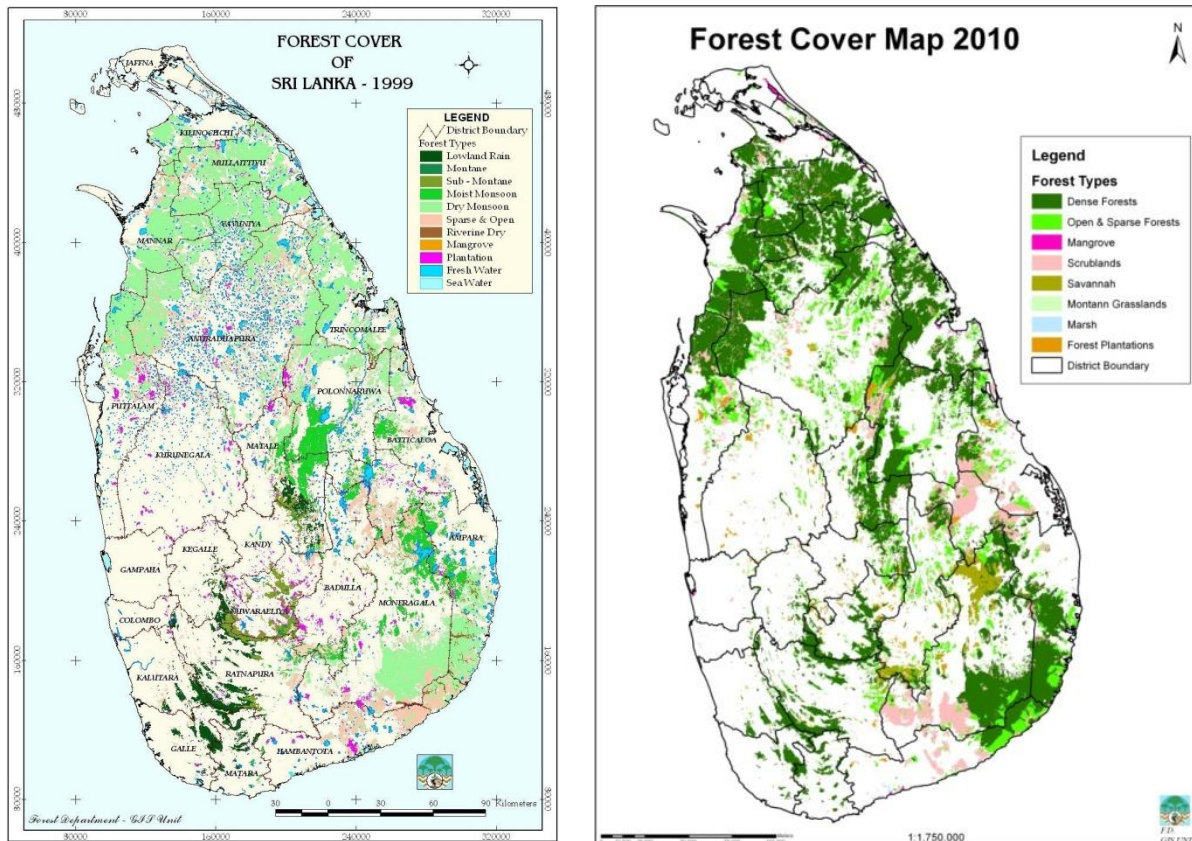 FOREST COVER
OF
SRI LANKA - 1999
80000 160000 240000 320000
LEGEND
District Boundary
Forest Types
Lowland Rain
Montane
Sub - Montane
Moist Monsoon
Dry Monsoon
Sparse & Open
Riverine Dry
Mangrove
Plantation
Fresh Water
Sea Water
JAFFNA
KILINOCHCHI
MULLAITTIVU
VAVUNIYA
MANNAR
ANURADHAPURA
TRINCOMALEE
POLONNARUWA
PUTTALAM
MATALE
BATTICALOA
KURUNEGALA
AMPARA
KANDY
KEGALLE
GAMPAHA
BADULLA
MONERAGALA
NUWARAELIYA
COLOMBO
RATNAPURA
KALUTARA
GALLE
HAMBANTOTA
MATARA
30 0 30 60 90 Kilometers
Forest Department - GIS Unit
80000 160000 240000 320000
Forest Cover Map 2010
N
Legend
Forest Types
Dense Forests
Open & Sparse Forests
Mangrove
Scrublands
Savannah
Montann Grasslands
Marsh
Forest Plantations
District Boundary
1:1,750,000